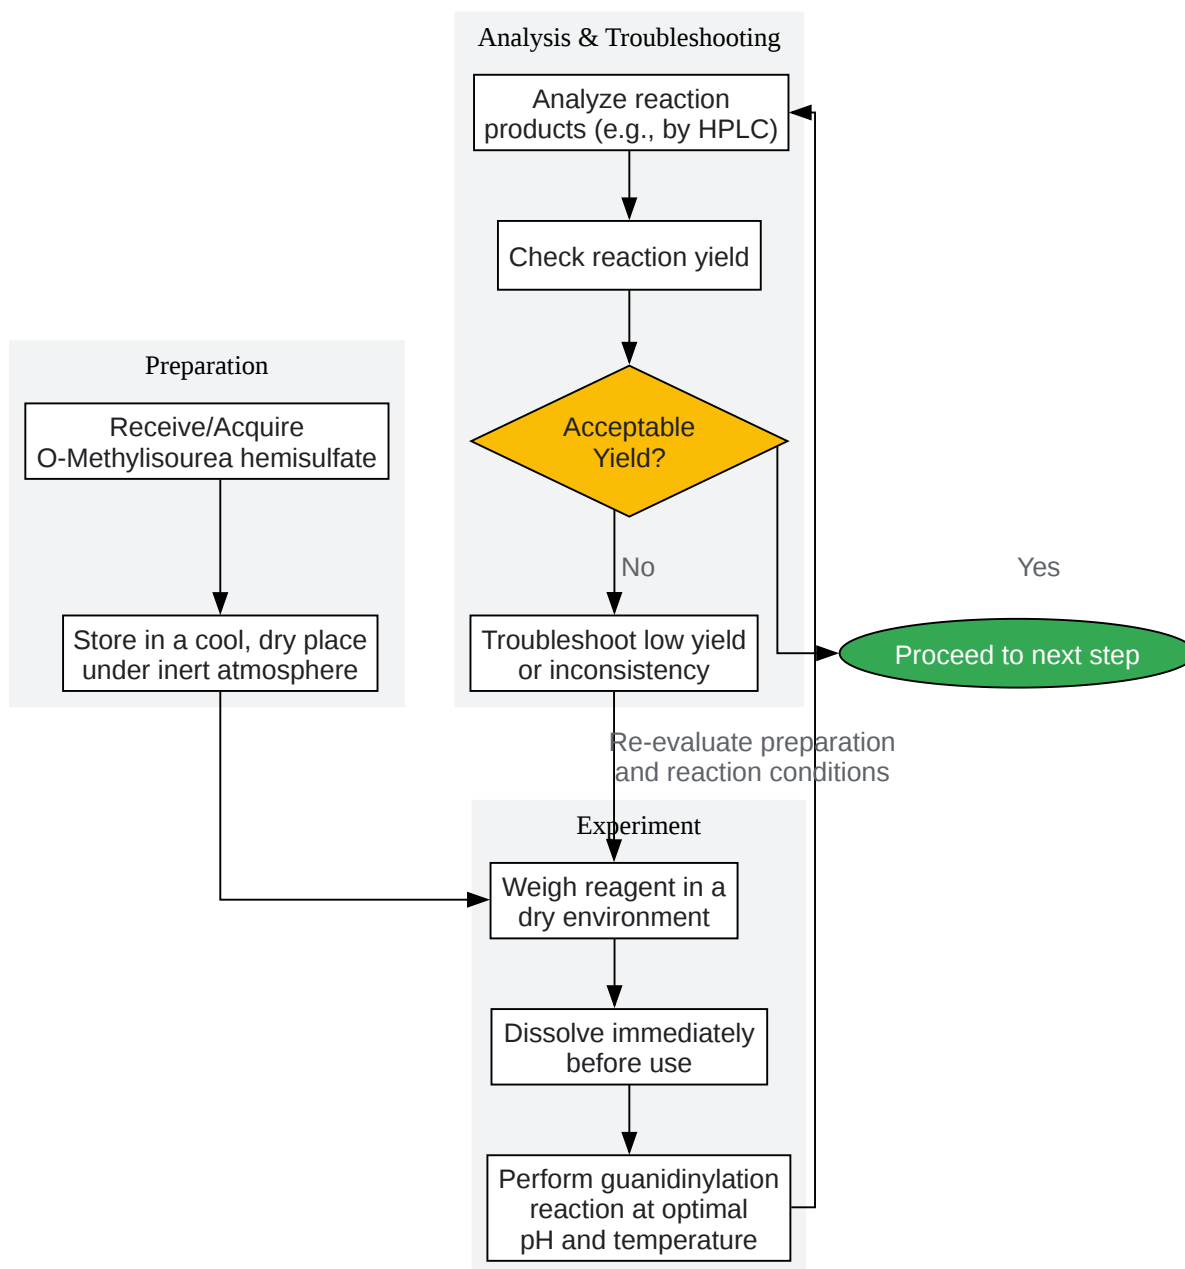 Analysis & Troubleshooting
Analyze reaction
products (e.g., by HPLC)
Check reaction yield
Preparation
Receive/Acquire
O-Methylisourea hemisulfate
Acceptable
Yield?
No
Yes
Store in a cool, dry place
under inert atmosphere
Troubleshoot low yield
or inconsistency
Proceed to next step
Re-evaluate preparation
and reaction conditions
Experiment
Weigh reagent in a
dry environment
Dissolve immediately
before use
Perform guanidinylation
reaction at optimal
pH and temperature